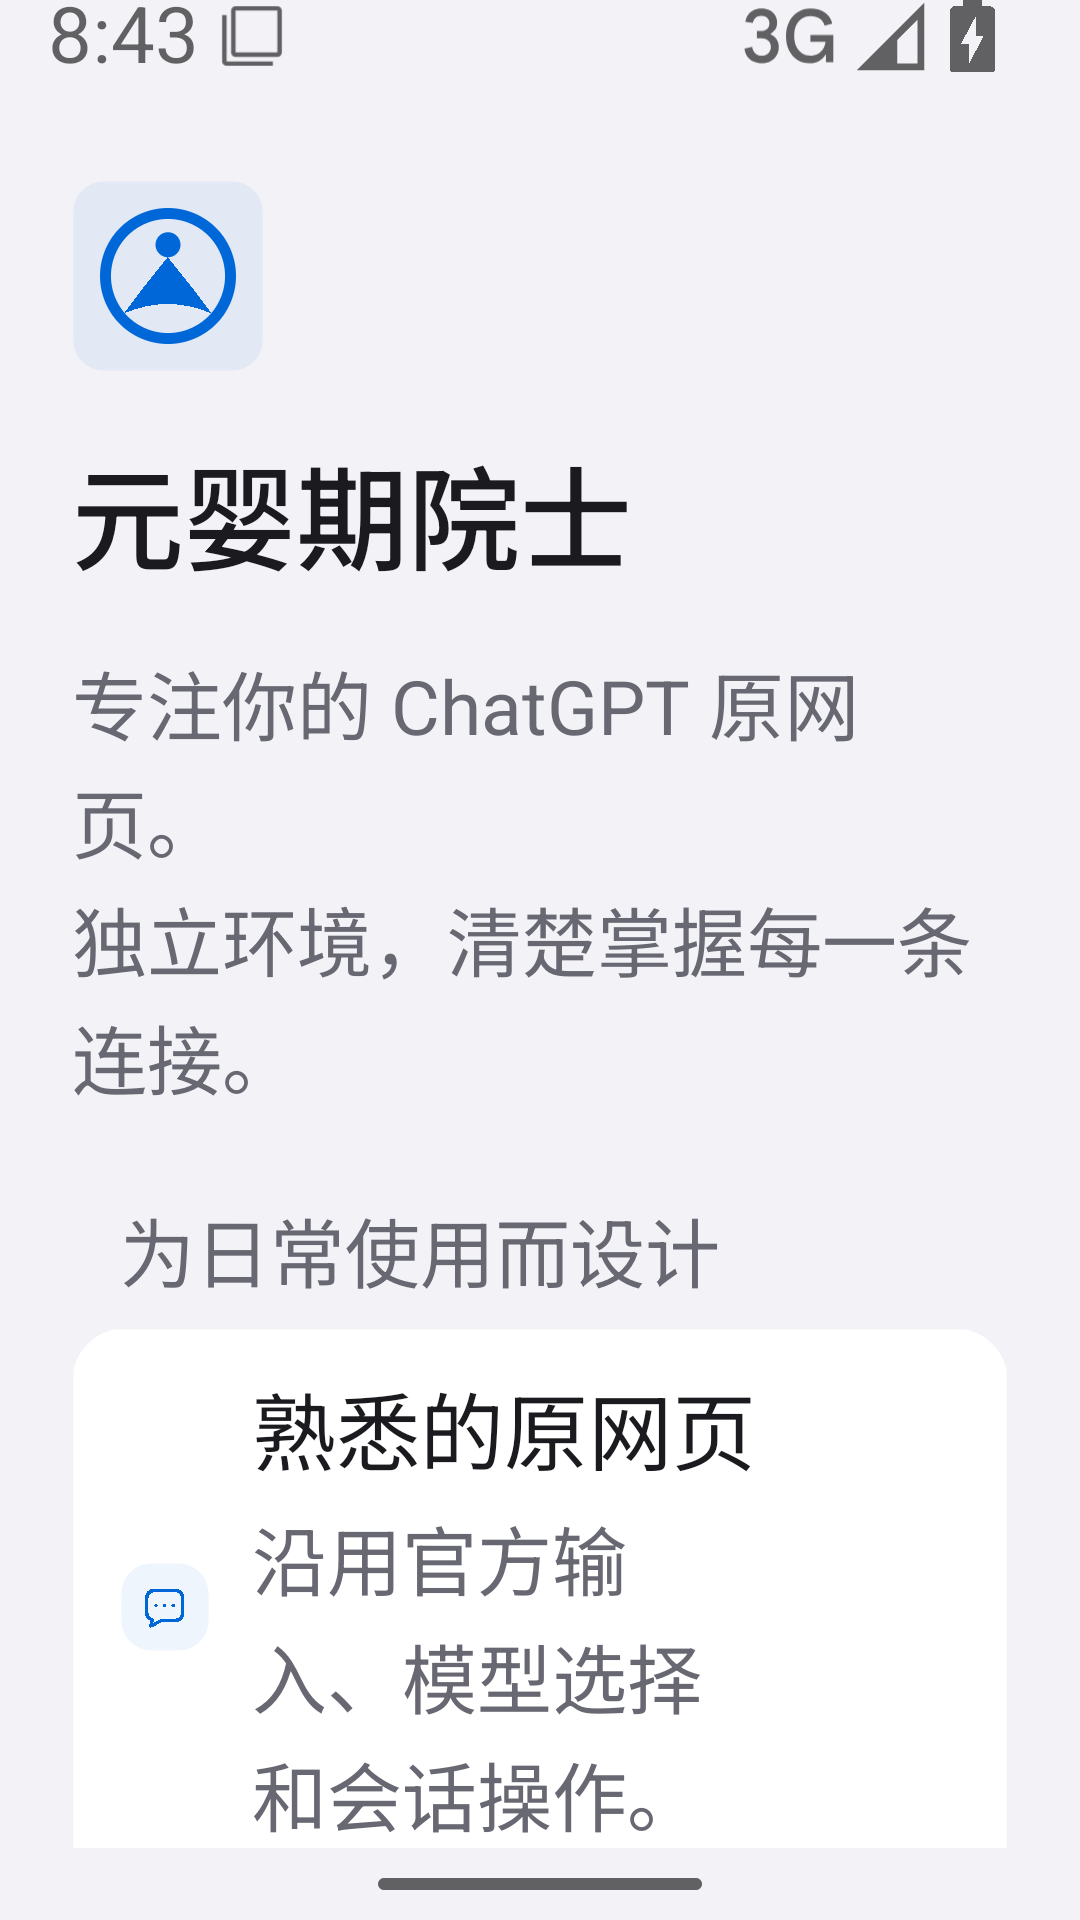 8:43
3G
元婴期院士
专注你的 ChatGPT 原网
页。
独立环境，清楚掌握每一条
连接。
为日常使用而设计
熟悉的原网页
沿用官方输
入、模型选择
和会话操作。